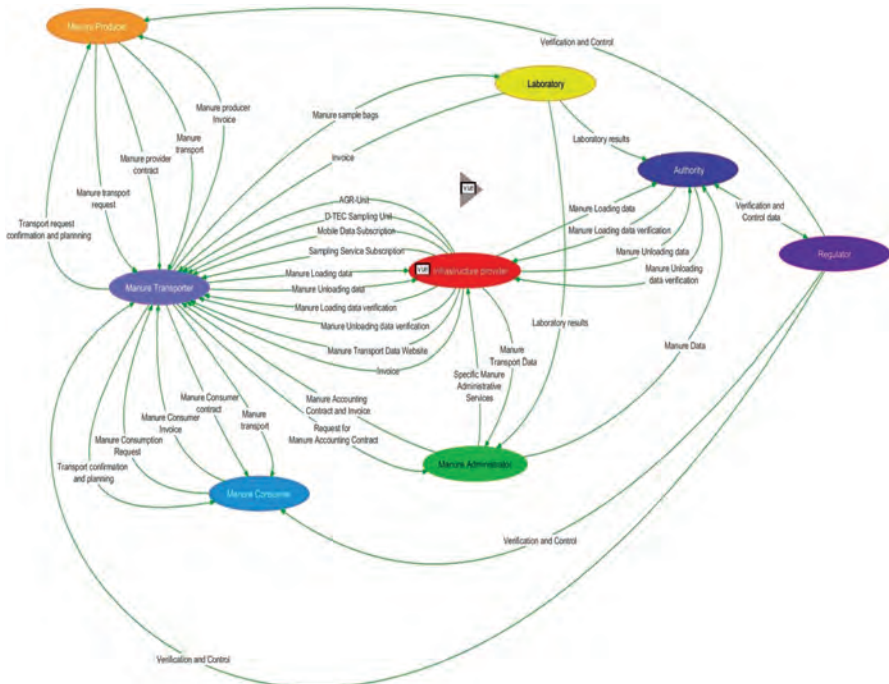 Manure Producer
Verification and Control
Laboratory
Manure sample bags
Manure producer
Invoice
Manure
transport
Laboratory results
Invoice
Manure provider
contract
Authority
vue
Manure transport
request
AGR-Unit
Manure Loading data
Verification and
Control data
D-TEC Sampling Unit
Transport request
confirmation and plannning
Mobile Data Subscription
Manure Loading data verification
Sampling Service Subscription
Manure Unloading data
Regulator
vue
Infrastructure provider
Manure Loading data
Manure Unloading
data verification
Manure Transporter
Manure Unloading data
Manure Loading data verification
Laboratory results
Manure Unloading data verification
Manure Data
Manure Transport Data Website
Manure
Transport Data
Invoice
Specific Manure
Administrative
Services
Manure Accounting
Contract and Invoice
Manure Consumer
contract
Manure
transport
Manure Consumer
Invoice
Request for
Manure Accounting Contract
Manure Consumption
Request
Transport confirmation
and planning
Manure Administrator
Manure Consumer
Verification and Control
Verification and Control